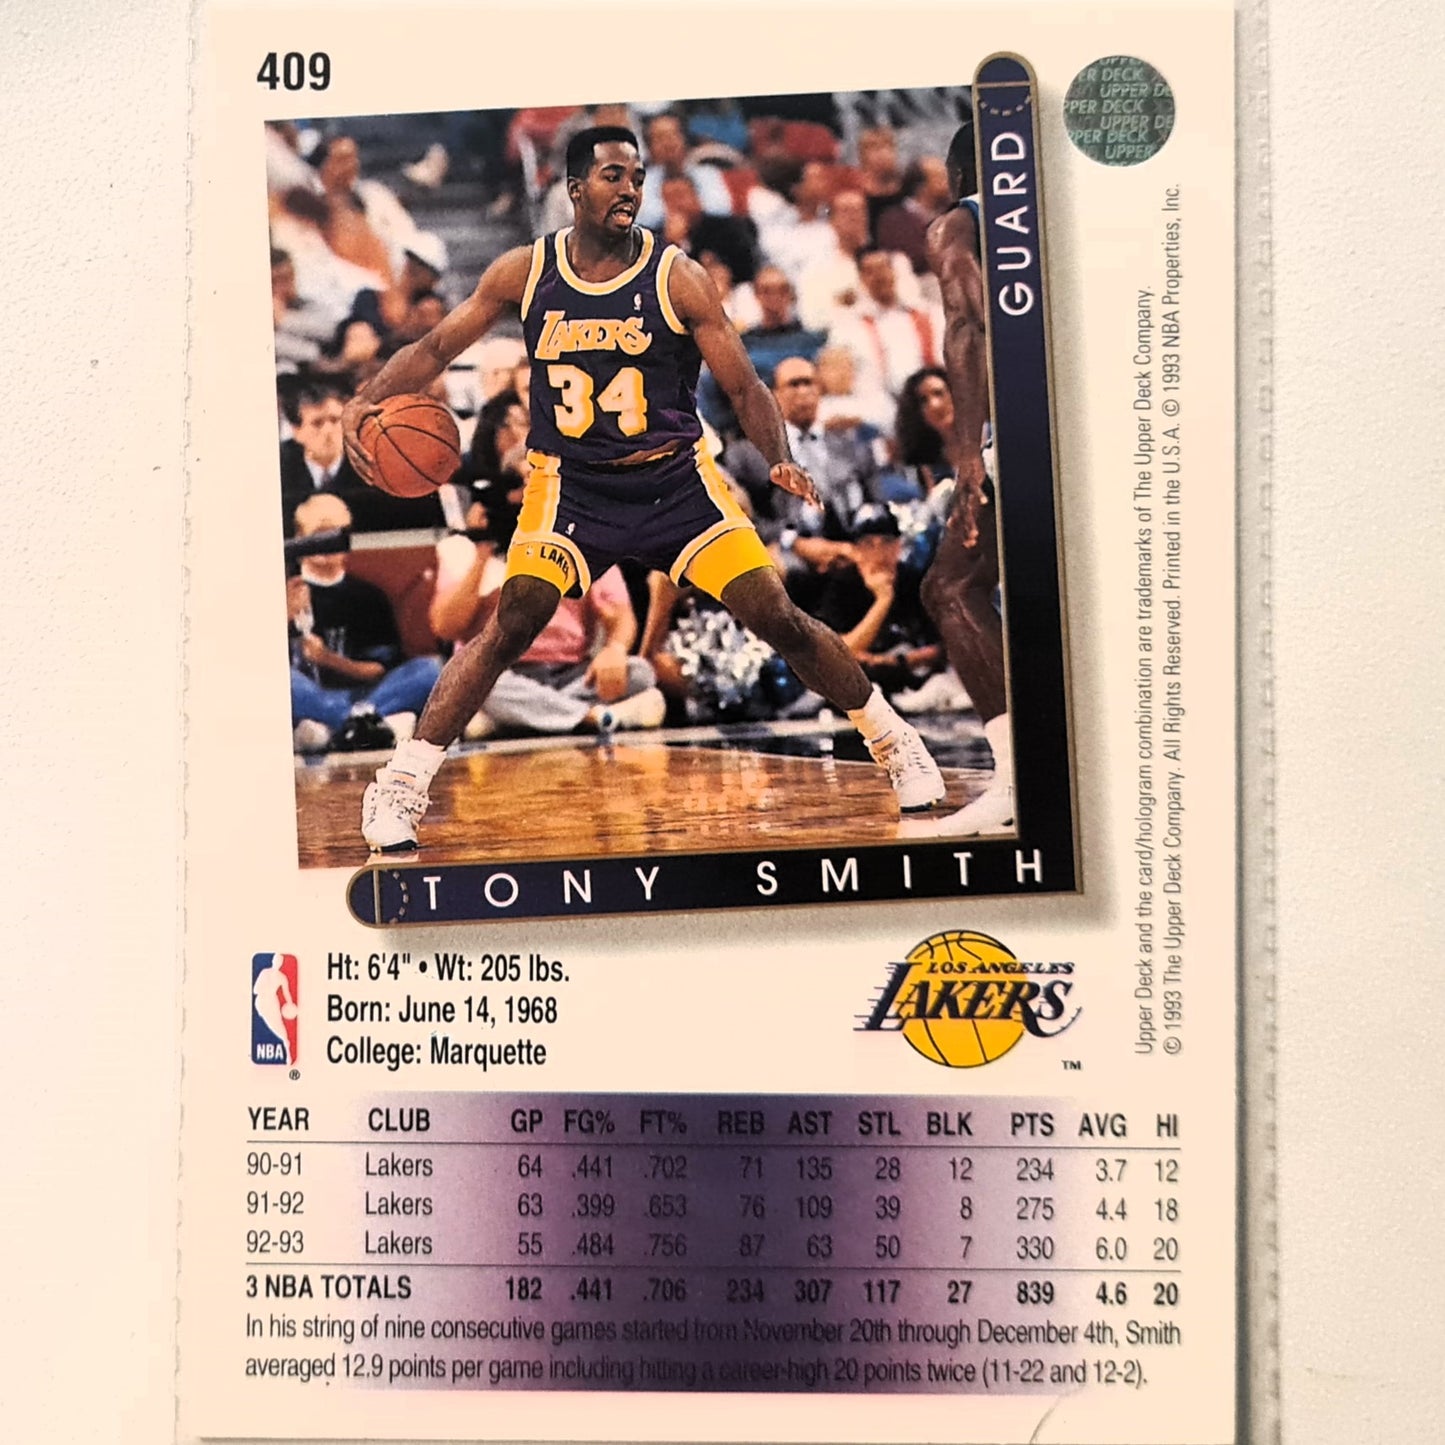 409
UPPER DECK
GUARD
LAKERS
34
TONY SMITH
Ht: 6'4" • Wt: 205 lbs.
Born: June 14, 1968
College: Marquette
NBA
®
LOS ANGELES
LAKERS
™
Upper Deck and the card/hologram combination are trademarks of The Upper Deck Company.
© 1993 The Upper Deck Company. All Rights Reserved. Printed in the U.S.A. © 1993 NBA Properties, Inc.
YEAR CLUB GP FG% FT% REB AST STL BLK PTS AVG HI
90-91 Lakers 64 .441 .702 71 135 28 12 234 3.7 12
91-92 Lakers 63 .399 .653 76 109 39 8 275 4.4 18
92-93 Lakers 55 .484 .756 87 63 50 7 330 6.0 20
3 NBA TOTALS 182 .441 .706 234 307 117 27 839 4.6 20
In his string of nine consecutive games started from November 20th through December 4th, Smith
averaged 12.9 points per game including hitting a career-high 20 points twice (11-22 and 12-2).